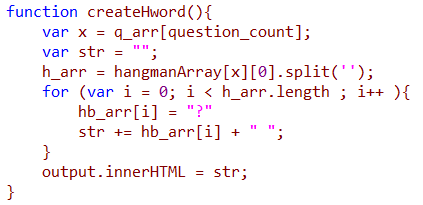 function createHword(){
    var x = q_arr[question_count];
    var str = "";
    h_arr = hangmanArray[x][0].split('');
    for (var i = 0; i < h_arr.length ; i++ ){
        hb_arr[i] = "?"
        str += hb_arr[i] + " ";
    }
    output.innerHTML = str;
}